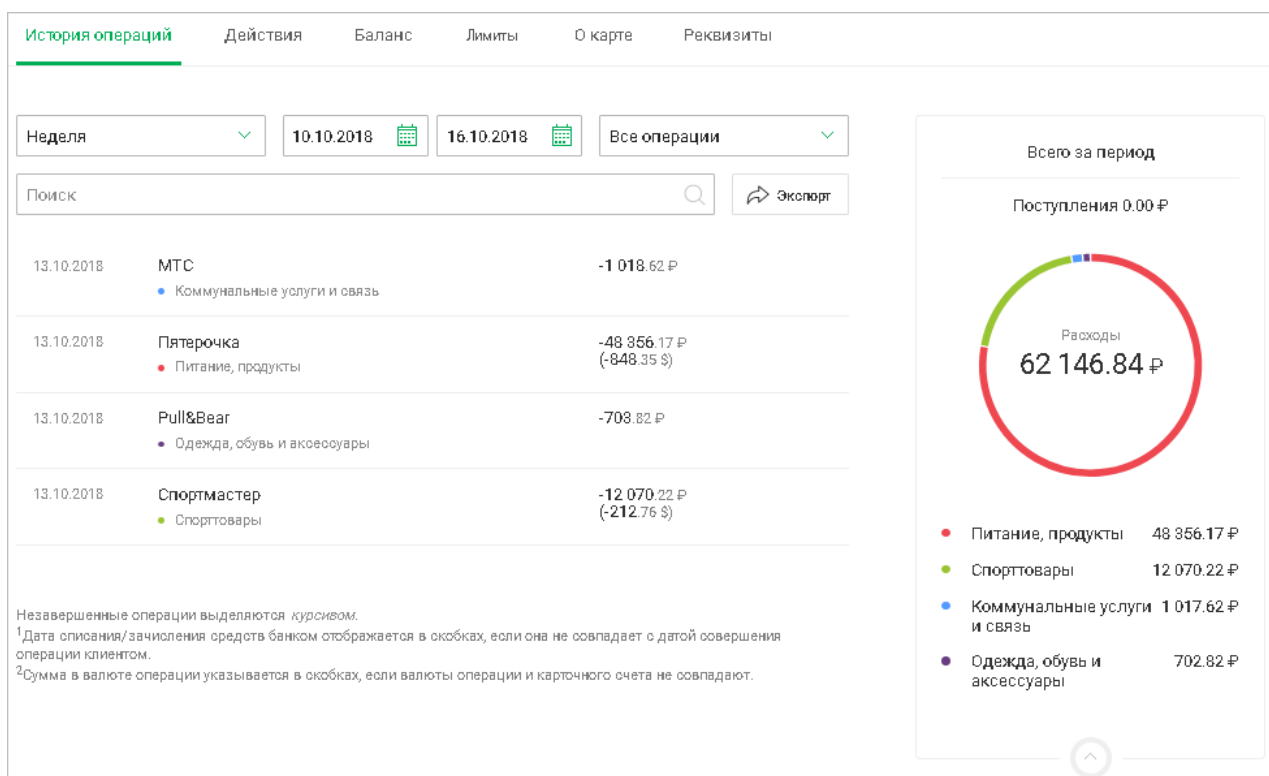 История операций Действия Баланс Лимиты О карте Реквизиты
Неделя 10.10.2018 16.10.2018 Все операции
Поиск Экспорт
13.10.2018 МТС -1 018.62 ₽
Коммунальные услуги и связь
13.10.2018 Пятерочка -48 356.17 ₽
Питание, продукты (-848.35 $)
13.10.2018 Pull&Bear -703.82 ₽
Одежда, обувь и аксессуары
13.10.2018 Спортмастер -12 070.22 ₽
Спорттовары (-212.76 $)
Незавершенные операции выделяются курсивом.
1Дата списания/зачисления средств банком отображается в скобках, если она не совпадает с датой совершения
операции клиентом.
2Сумма в валюте операции указывается в скобках, если валюты операции и карточного счета не совпадают.
Всего за период
Поступления 0.00 ₽
Расходы
62 146.84 ₽
Питание, продукты 48 356.17 ₽
Спорттовары 12 070.22 ₽
Коммунальные услуги 1 017.62 ₽
и связь
Одежда, обувь и 702.82 ₽
аксессуары